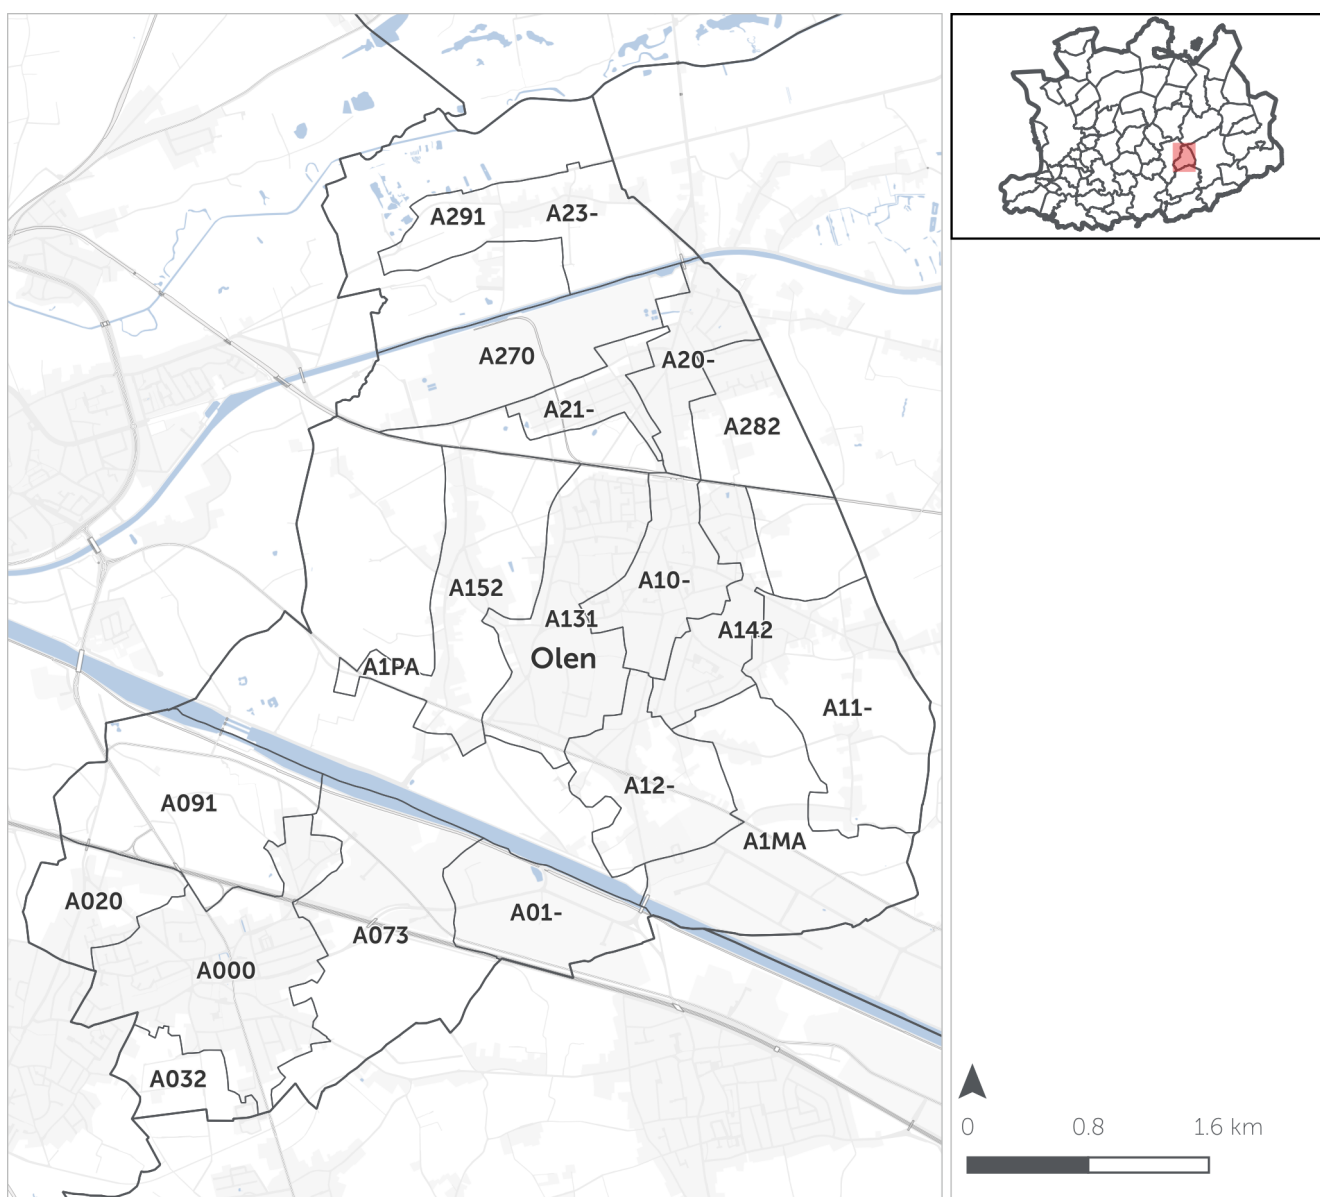 A291
A23-
A270
A20-
A21-
A282
A152
A10-
A131
A142
Olen
A1PA
A11-
A12-
A091
A1MA
A020
A01-
A073
A000
A032
0 0.8 1.6 km